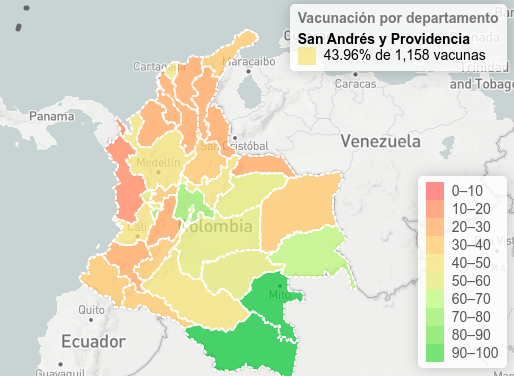 Vacunación por departamento
San Andrés y Providencia
43.96% de 1,158 vacunas
Cartagena
Maracaibo
Caracas
Trinidad
and Tobago
Panama
San Cristóbal
Venezuela
Medellín
Colombia
Cali
Mitú
Quito
Ecuador
Guayaquil
0–10
10–20
20–30
30–40
40–50
50–60
60–70
70–80
80–90
90–100